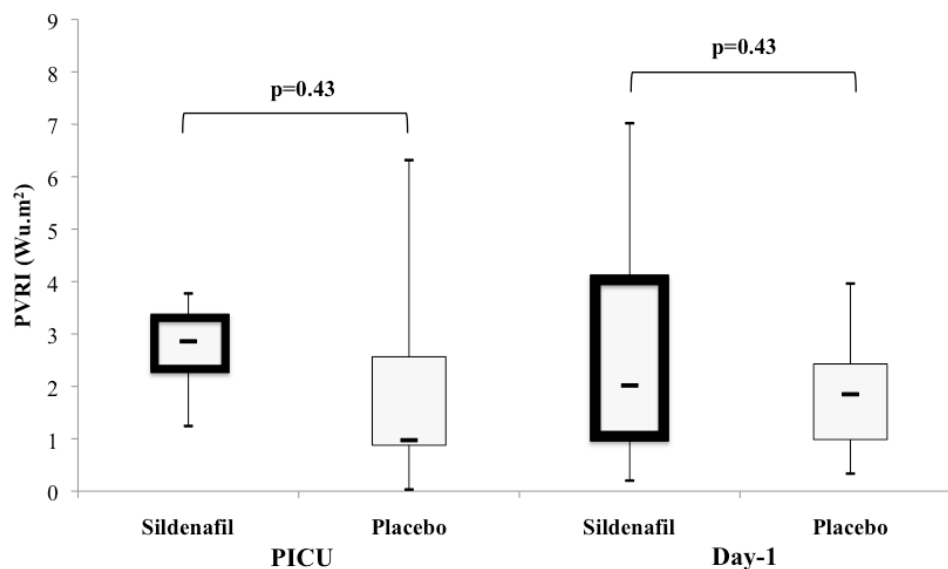 9
8
7
6
5
4
3
2
1
0
PVRI (Wu.m²)
p=0.43
p=0.43
Sildenafil Placebo Sildenafil Placebo
PICU Day-1